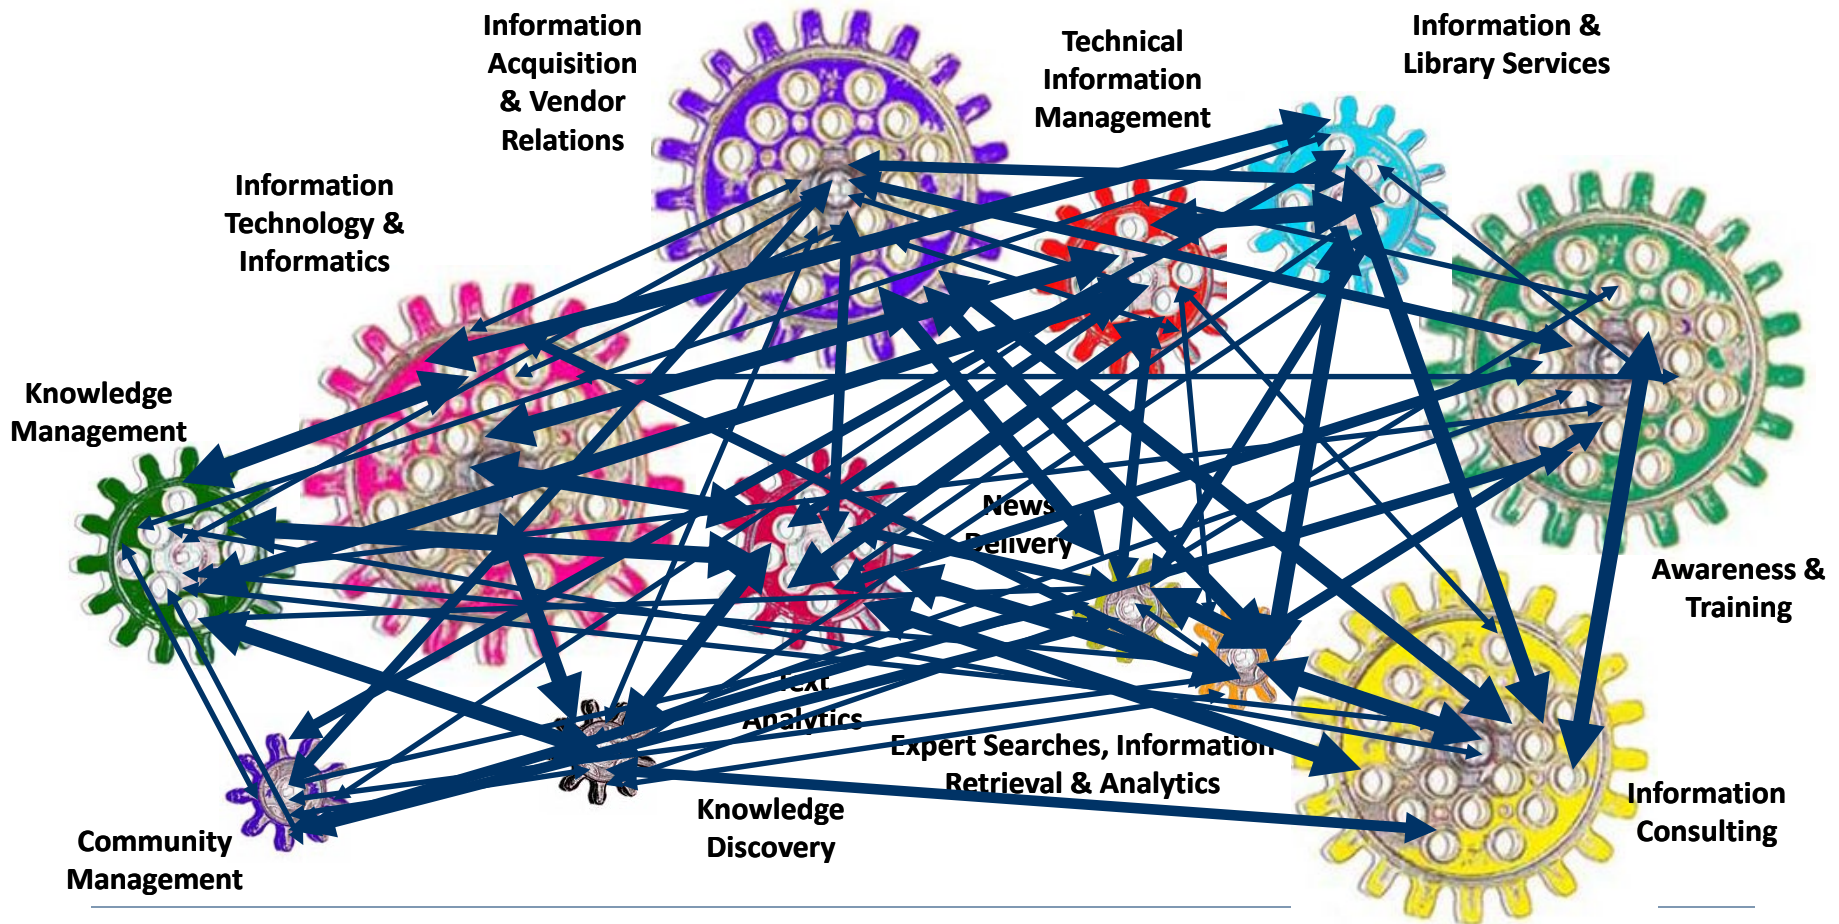 Information
Acquisition
& Vendor
Relations
Technical
Information
Management
Information &
Library Services
Information
Technology &
Informatics
Knowledge
Management
News
Delivery
Awareness &
Training
Text
Analytics
Expert Searches, Information
Retrieval & Analytics
Knowledge
Discovery
Information
Consulting
Community
Management